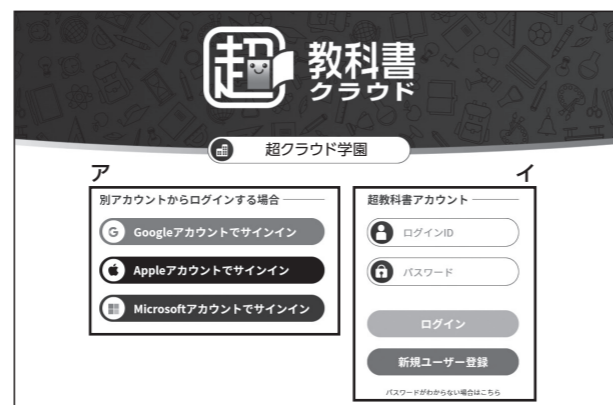 超
教科書
クラウド
超クラウド学園
ア
別アカウントからログインする場合
G Googleアカウントでサインイン
Appleアカウントでサインイン
Microsoftアカウントでサインイン
イ
超教科書アカウント
ログインID
パスワード
ログイン
新規ユーザー登録
パスワードがわからない場合はこちら